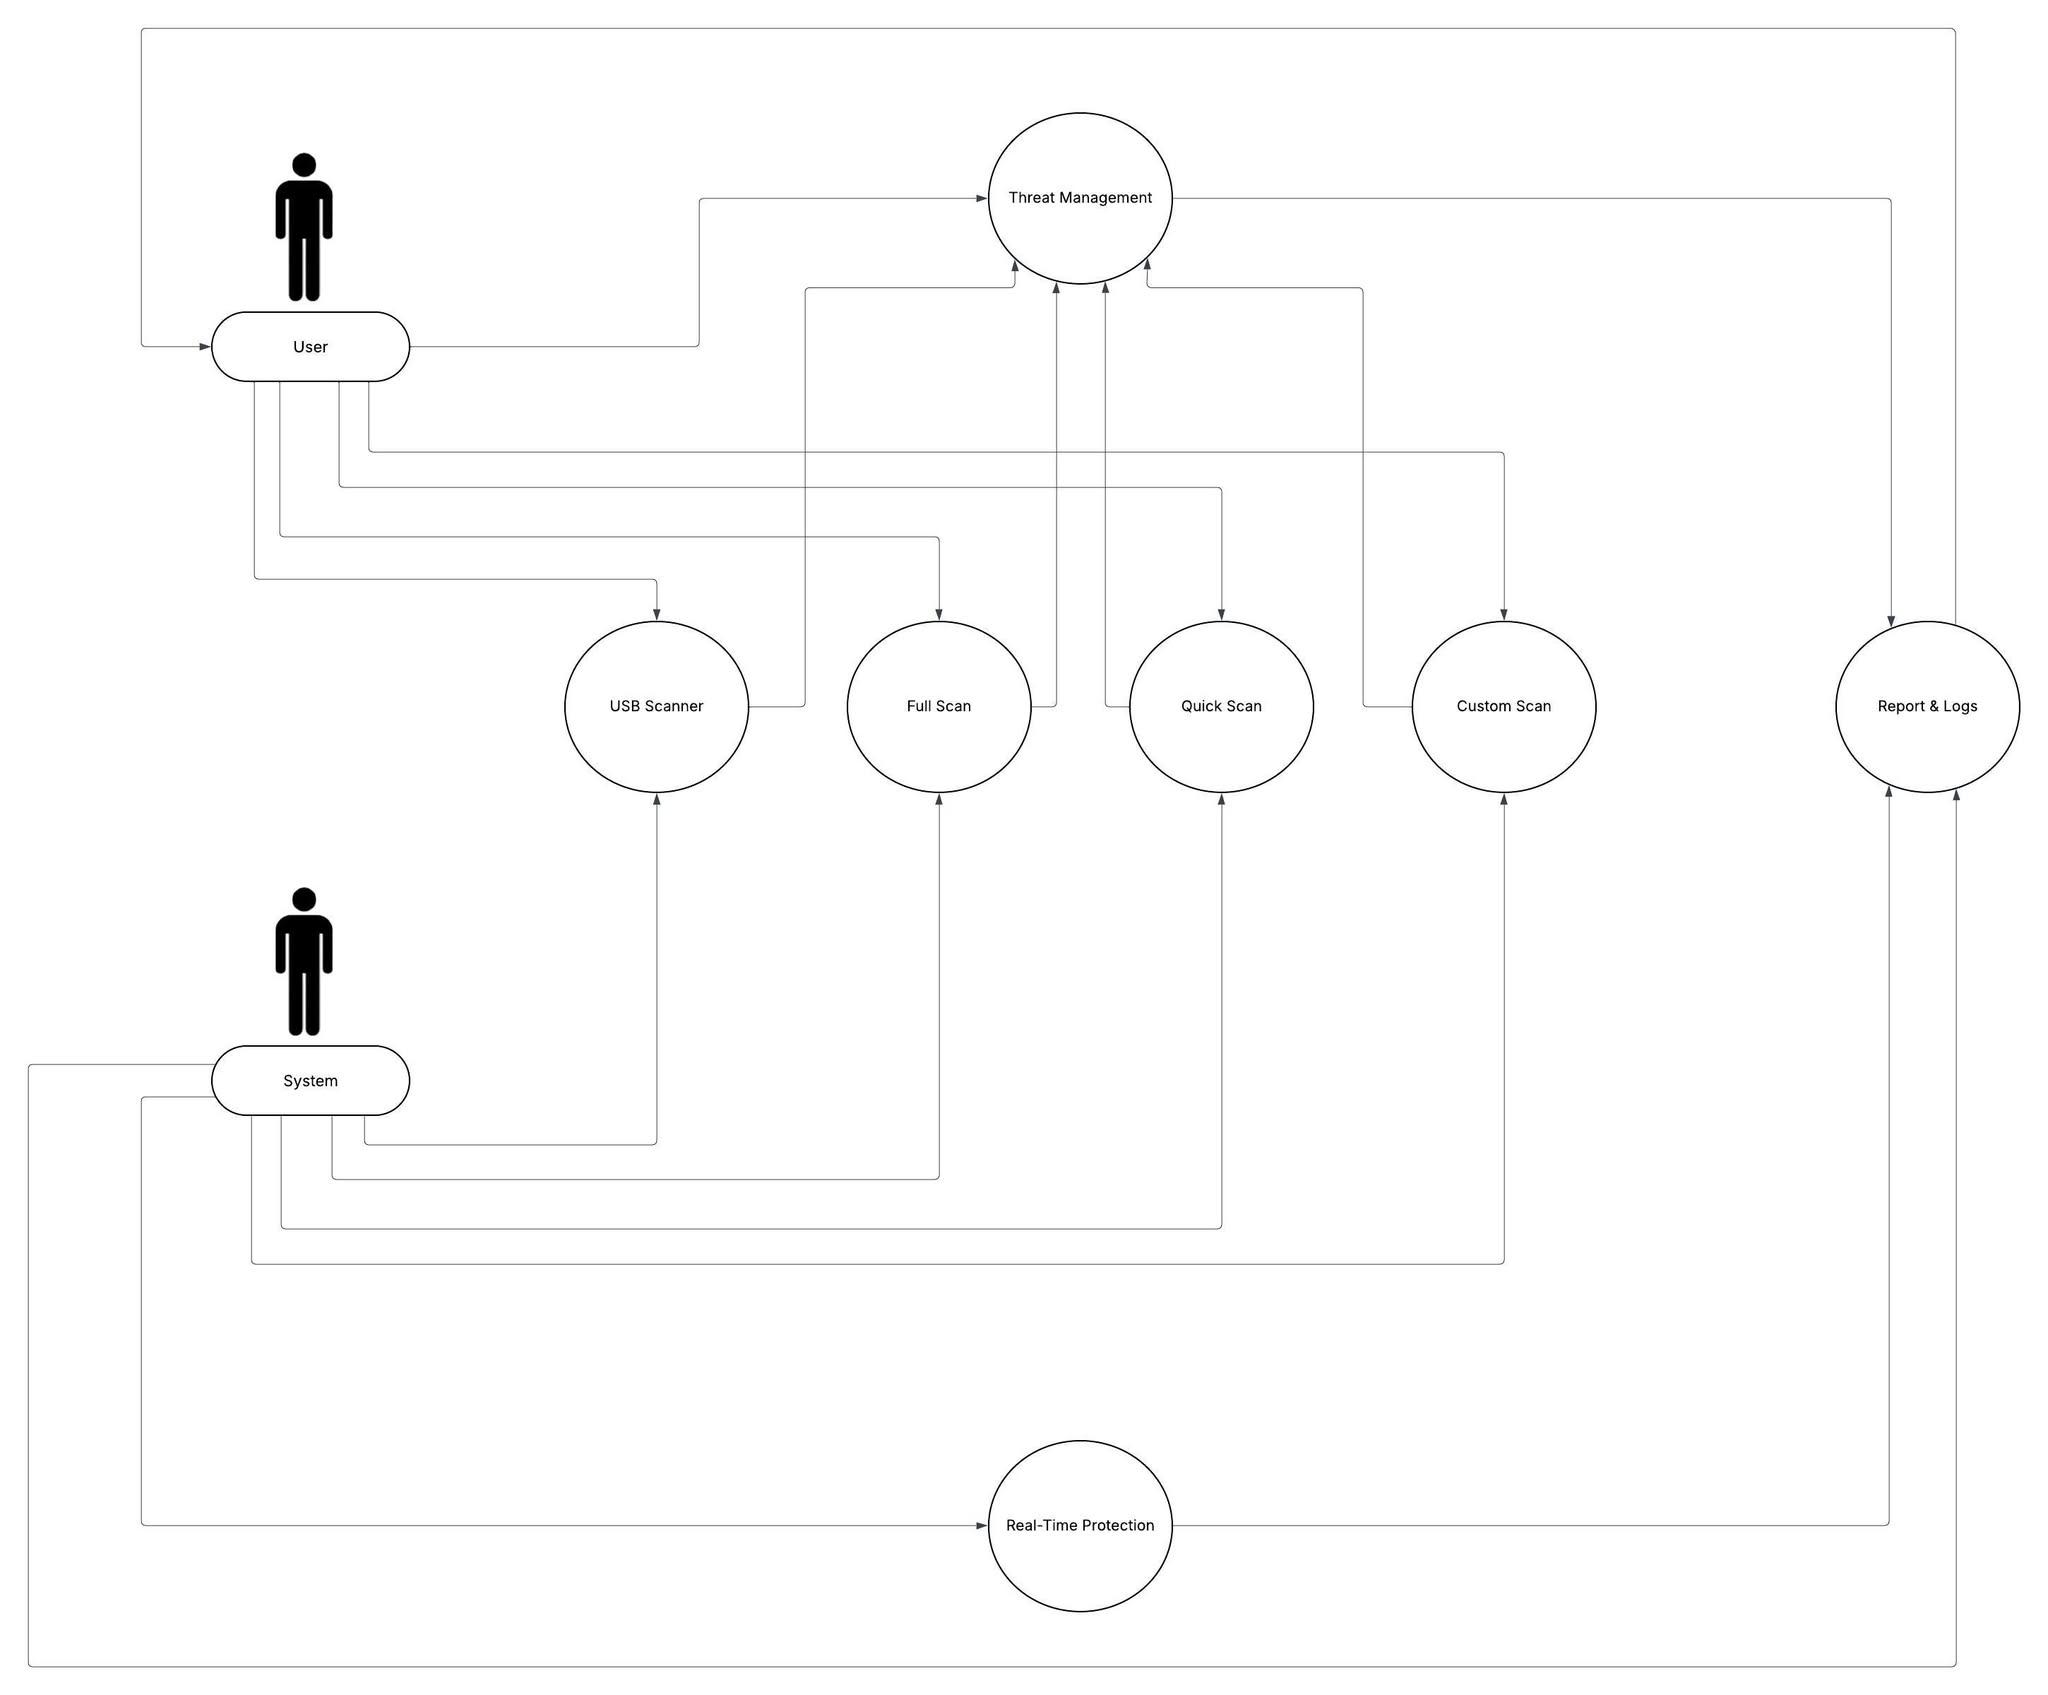 Threat Management
User
USB Scanner
Full Scan
Quick Scan
Custom Scan
Report & Logs
System
Real-Time Protection